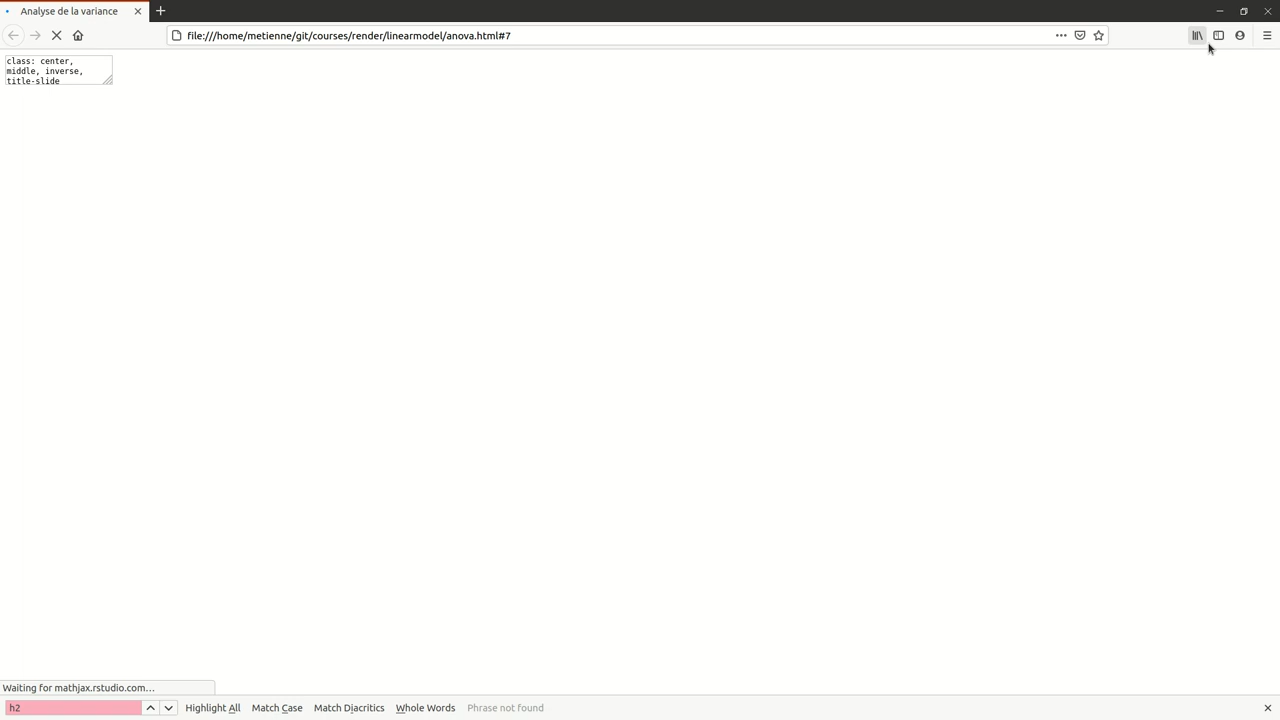 Analyse de la variance
file:///home/metienne/git/courses/render/linearmodel/anova.html#7
class: center,
middle, inverse,
title-slide
Waiting for mathjax.rstudio.com…
h2 Highlight All Match Case Match Diacritics Whole Words Phrase not found